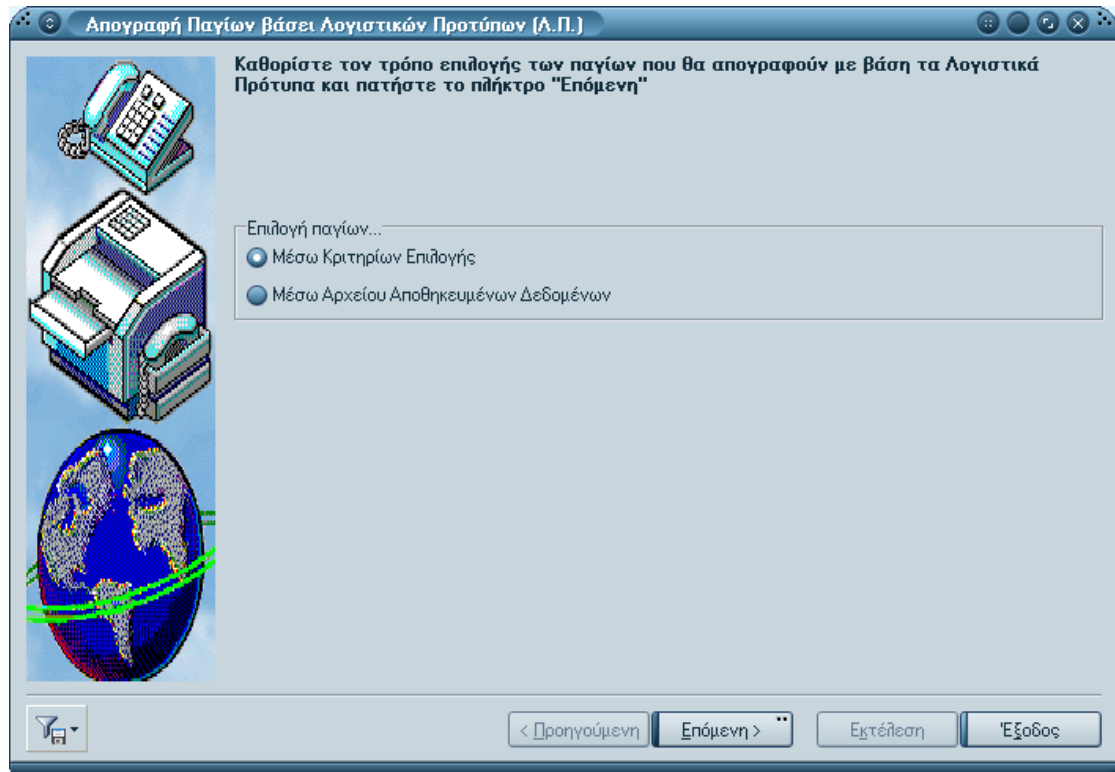 Απογραφή Παγίων βάσει Λογιστικών Προτύπων (Λ.Π.)
Καθορίστε τον τρόπο επιλογής των παγίων που θα απογραφούν με βάση τα Λογιστικά
Πρότυπα και πατήστε το πλήκτρο "Επόμενη"
Επιλογή παγίων...
Μέσω Κριτηρίων Επιλογής
Μέσω Αρχείου Αποθηκευμένων Δεδομένων
< Προηγούμενη
Επόμενη >
Εκτέλεση
Έξοδος